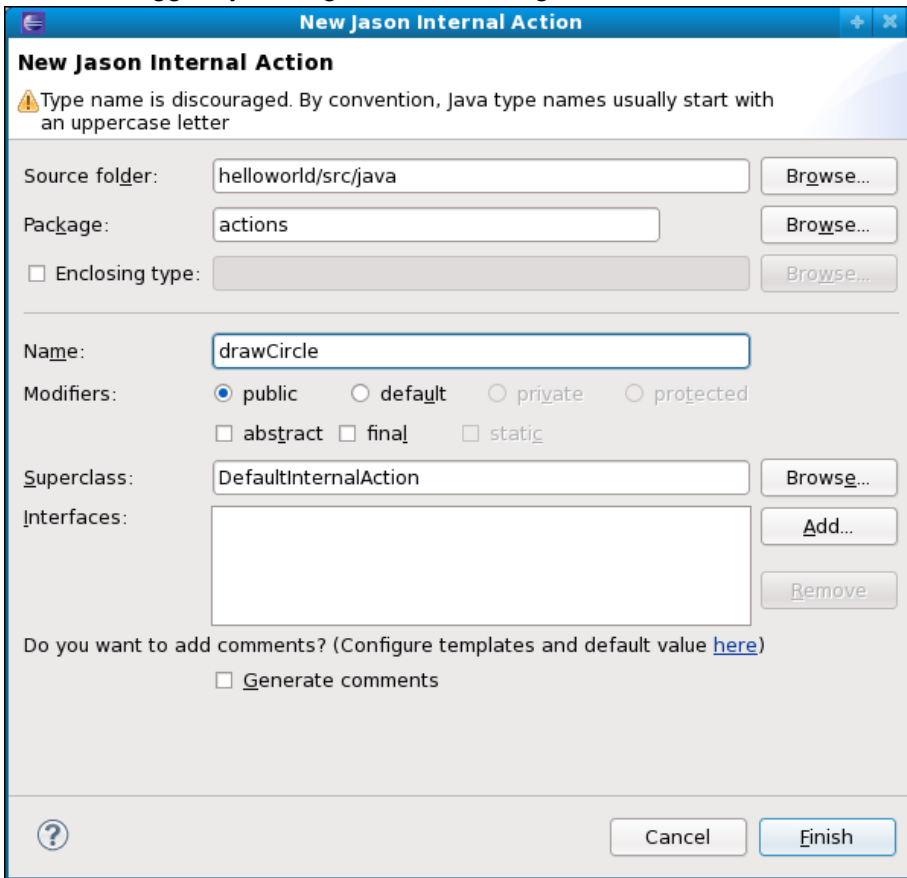 New Jason Internal Action
New Jason Internal Action
Type name is discouraged. By convention, Java type names usually start with
an uppercase letter
Source folder: helloworld/src/java Browse...
Package: actions Browse...
Enclosing type: Browse...
Name: drawCircle
Modifiers: public default private protected
abstract final static
Superclass: DefaultInternalAction Browse...
Interfaces: Add...
Remove
Do you want to add comments? (Configure templates and default value here)
Generate comments
? Cancel Finish